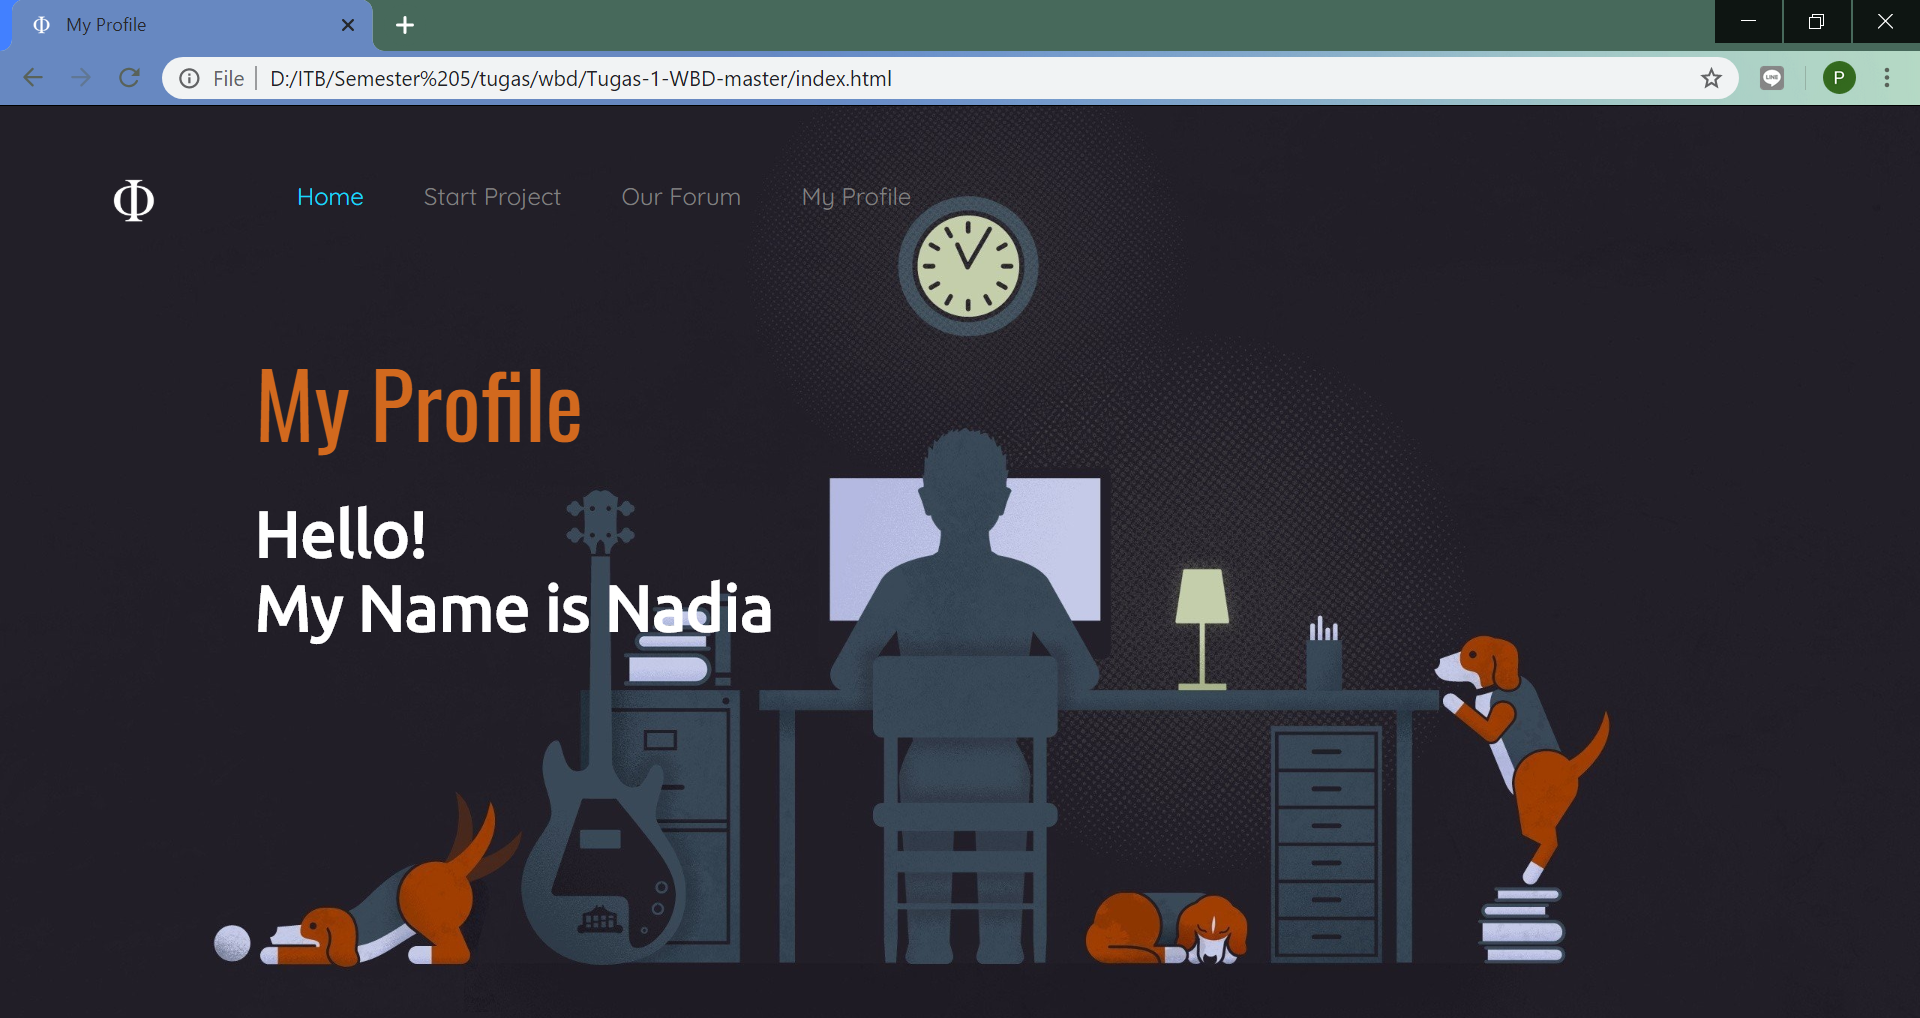 Φ My Profile
File D:/ITB/Semester%205/tugas/wbd/Tugas-1-WBD-master/index.html
LINE
P
Φ Home Start Project Our Forum My Profile
My Profile
Hello!
My Name is Nadia